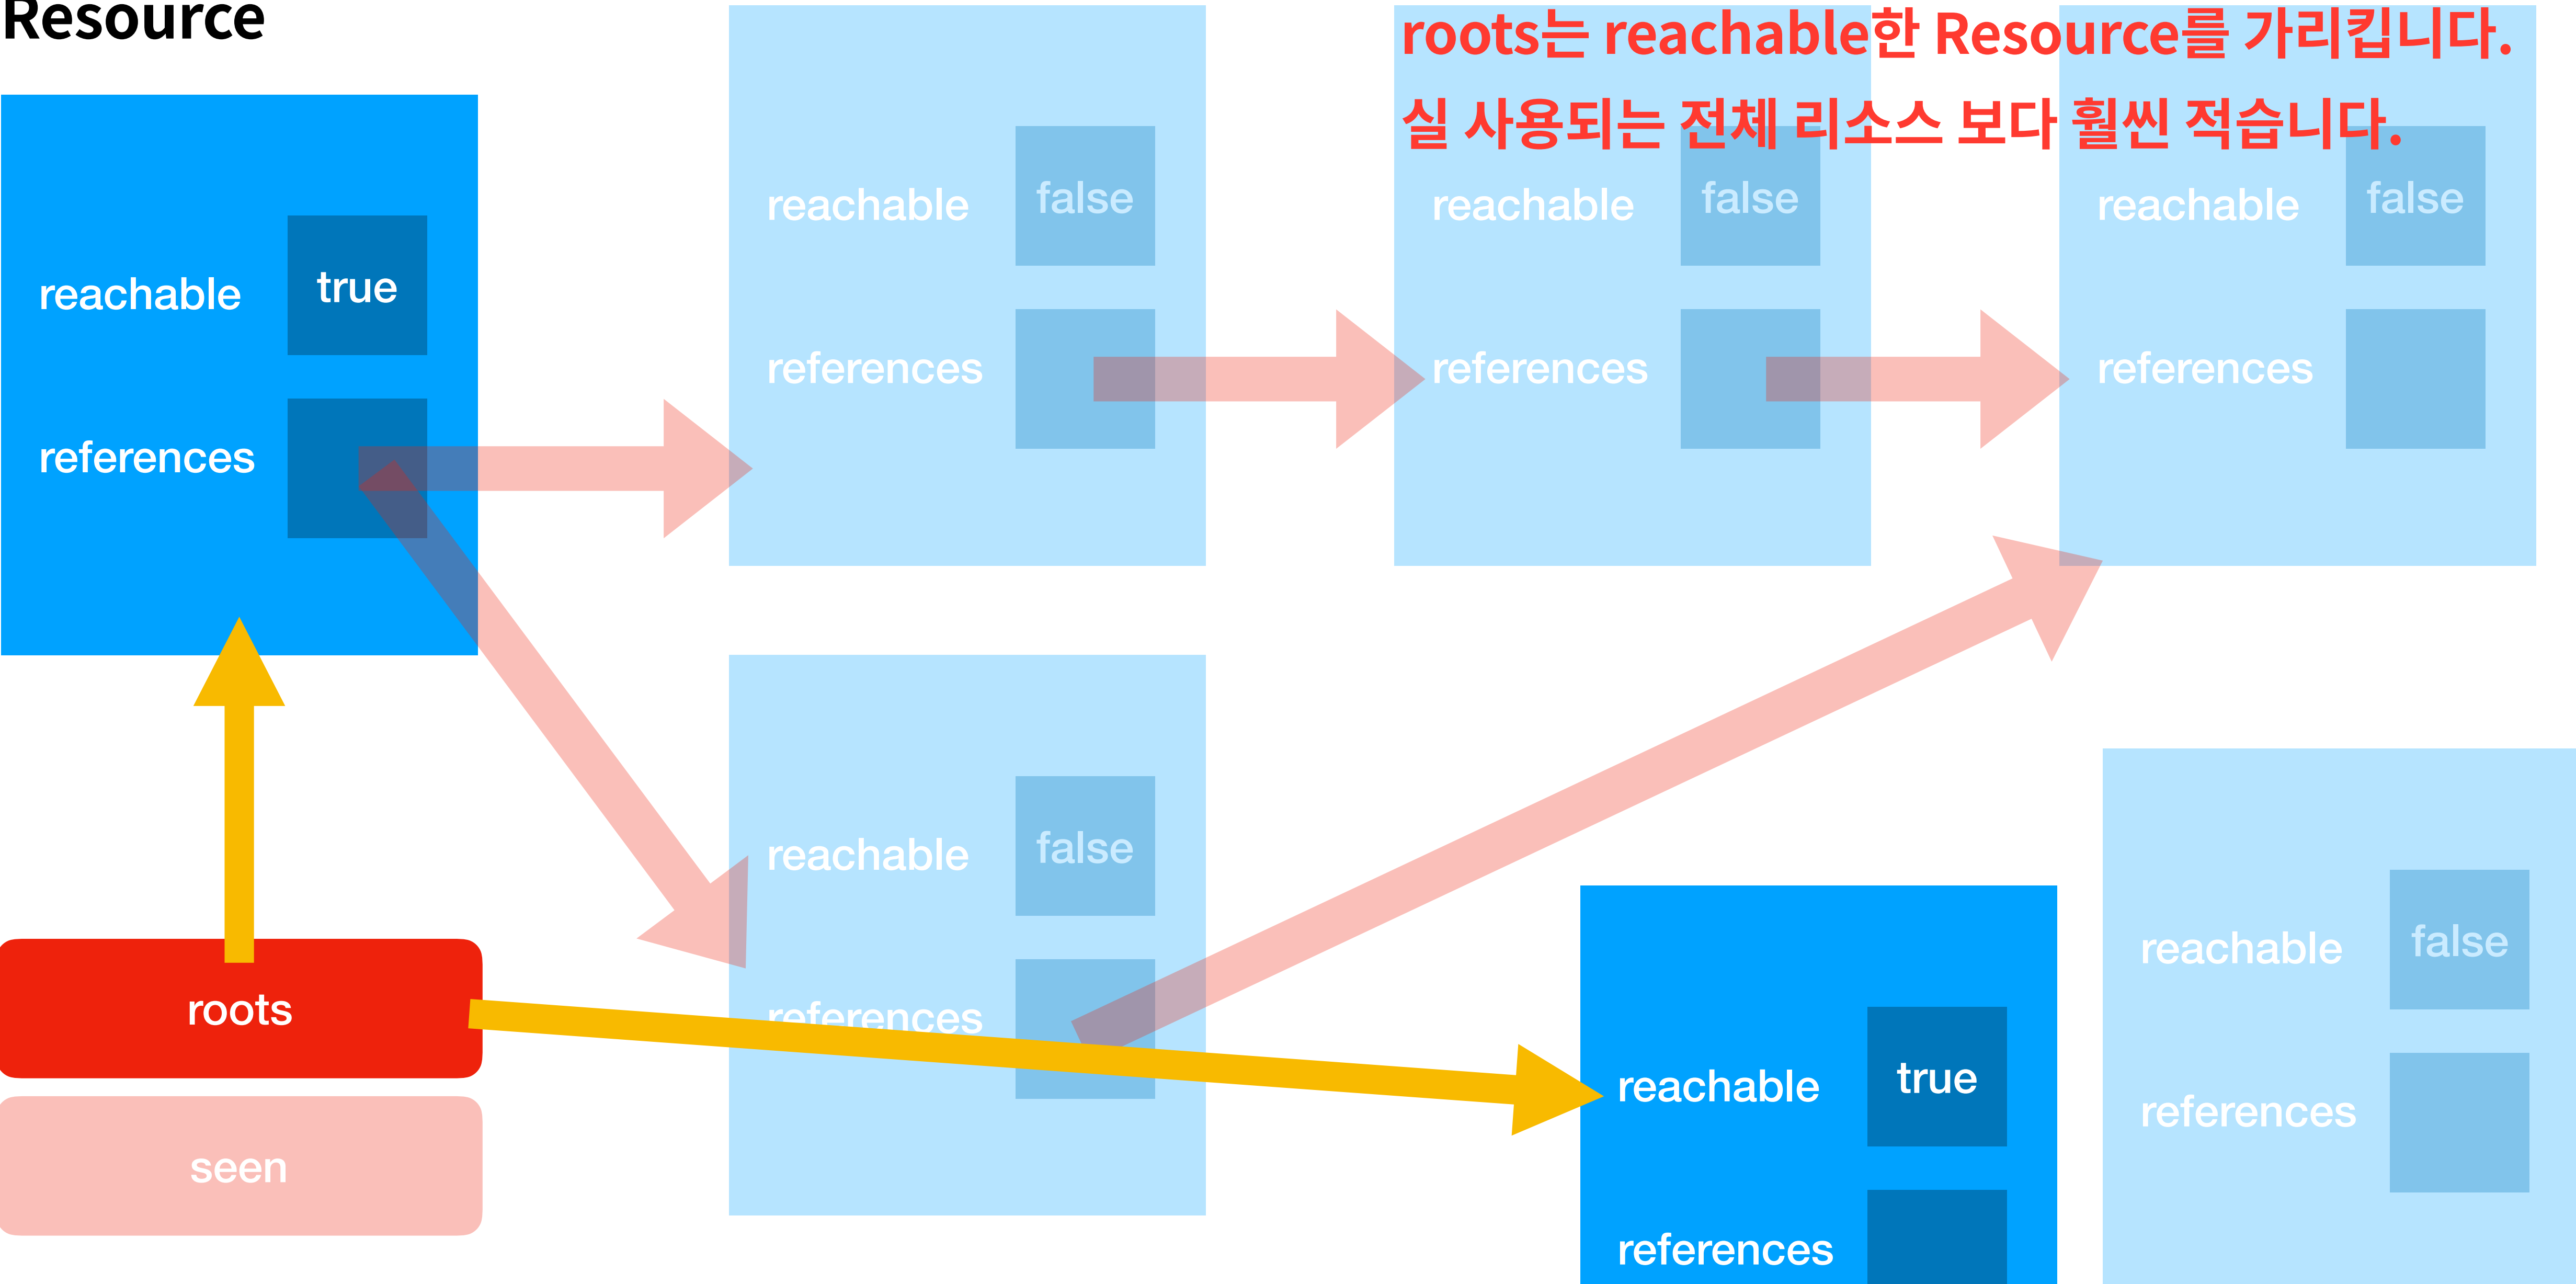 Resource
roots는 reachable한 Resource를 가리킵니다.
실 사용되는 전체 리소스 보다 훨씬 적습니다.
reachable
true
references
reachable
false
references
reachable
false
references
reachable
false
references
reachable
false
references
reachable
true
references
reachable
false
references
roots
seen